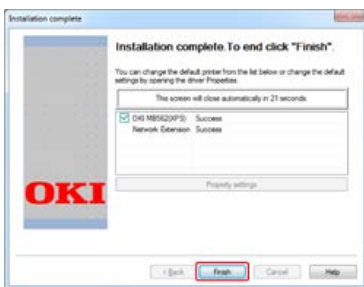 Installation complete
Installation complete.To end click "Finish".
You can change the default printer from the list below or change the default
settings by opening the driver Properties.
This screen will close automatically in 21 seconds.
OKI MB562(XPS) Success
Network Extension Success
Property settings
OKI
< Back Finish Cancel Help